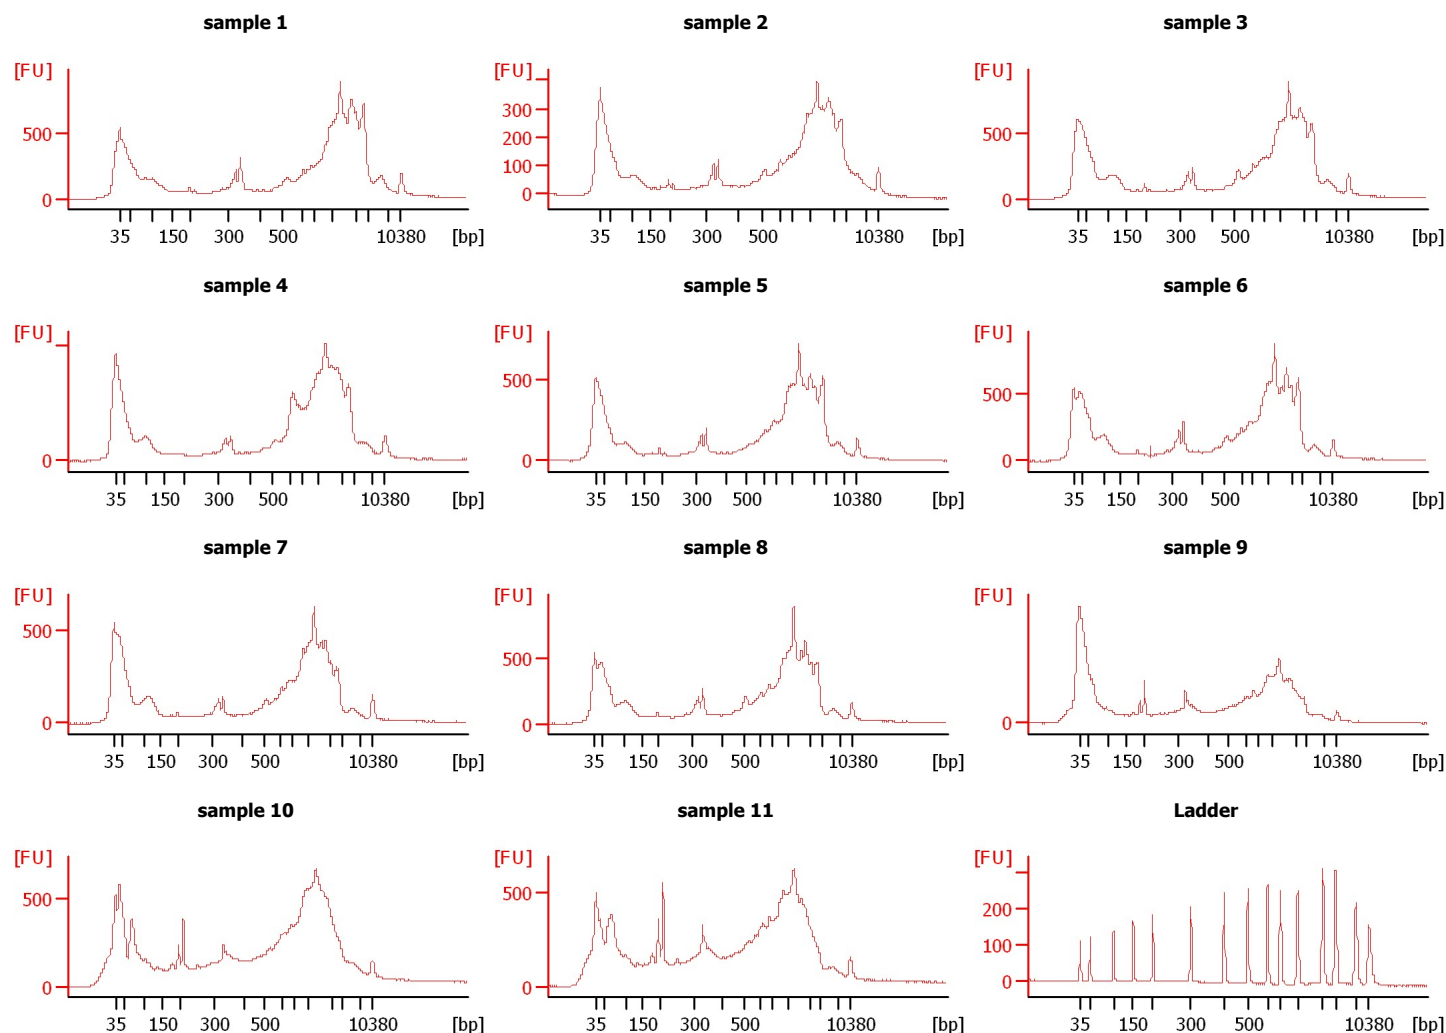 sample 1 sample 2 sample 3
[FU] [FU] [FU]
500 300 500
200
100
0 0 0
35 150 300 500 10380 [bp] 35 150 300 500 10380 [bp] 35 150 300 500 10380 [bp]
sample 4 sample 5 sample 6
[FU] [FU] [FU]
500 500
0 0 0
35 150 300 500 10380 [bp] 35 150 300 500 10380 [bp] 35 150 300 500 10380 [bp]
sample 7 sample 8 sample 9
[FU] [FU] [FU]
500 500
0 0 0
35 150 300 500 10380 [bp] 35 150 300 500 10380 [bp] 35 150 300 500 10380 [bp]
sample 10 sample 11 Ladder
[FU] [FU] [FU]
500 500 200
100
0 0 0
35 150 300 500 10380 [bp] 35 150 300 500 10380 [bp] 35 150 300 500 10380 [bp]